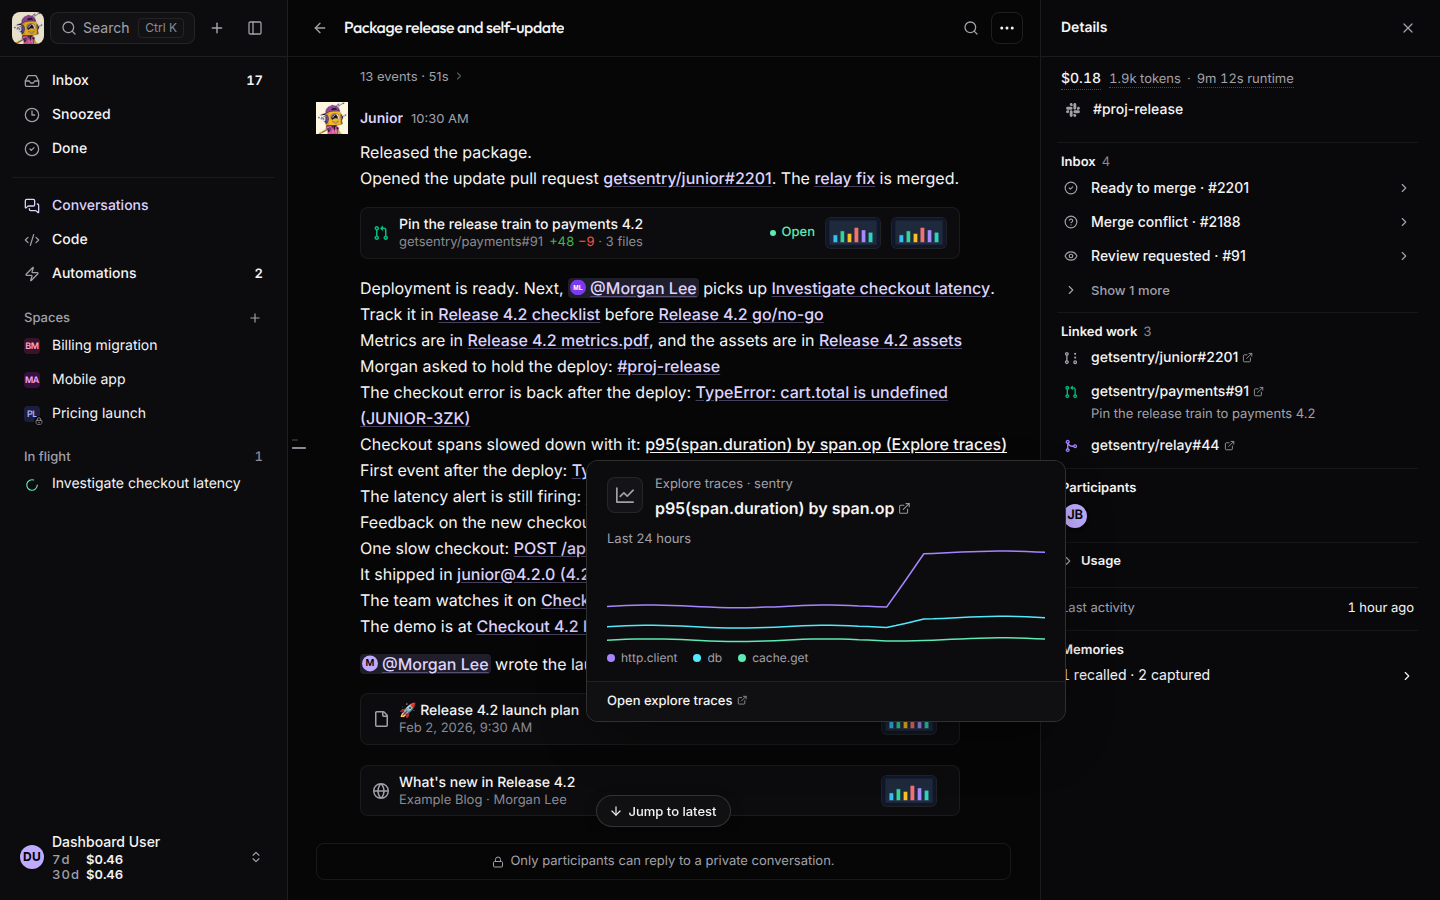 Search Ctrl K
Inbox 17
Snoozed
Done
Conversations
Code
Automations 2
Spaces
BM Billing migration
MA Mobile app
PL Pricing launch
In flight 1
Investigate checkout latency
DU Dashboard User
7d $0.46
30d $0.46
Package release and self-update
13 events · 51s
Junior 10:30 AM
Released the package.
Opened the update pull request getsentry/junior#2201. The relay fix is merged.
Pin the release train to payments 4.2
getsentry/payments#91 +48 −9 · 3 files
Open
Deployment is ready. Next, ML @Morgan Lee picks up Investigate checkout latency.
Track it in Release 4.2 checklist before Release 4.2 go/no-go
Metrics are in Release 4.2 metrics.pdf, and the assets are in Release 4.2 assets
Morgan asked to hold the deploy: #proj-release
The checkout error is back after the deploy: TypeError: cart.total is undefined
(JUNIOR-3ZK)
Checkout spans slowed down with it: p95(span.duration) by span.op (Explore traces)
First event after the deploy: Ty
The latency alert is still firing:
Feedback on the new checkou
One slow checkout: POST /ap
It shipped in junior@4.2.0 (4.2
The team watches it on Check
The demo is at Checkout 4.2 l
M @Morgan Lee wrote the lau
🚀 Release 4.2 launch plan
Feb 2, 2026, 9:30 AM
What's new in Release 4.2
Example Blog · Morgan Lee
Jump to latest
Only participants can reply to a private conversation.
Explore traces · sentry
p95(span.duration) by span.op
Last 24 hours
http.client db cache.get
Open explore traces
Details
$0.18 1.9k tokens · 9m 12s runtime
#proj-release
Inbox 4
Ready to merge · #2201
Merge conflict · #2188
Review requested · #91
Show 1 more
Linked work 3
getsentry/junior#2201
getsentry/payments#91
Pin the release train to payments 4.2
getsentry/relay#44
Participants
JB
Usage
Last activity 1 hour ago
Memories
1 recalled · 2 captured